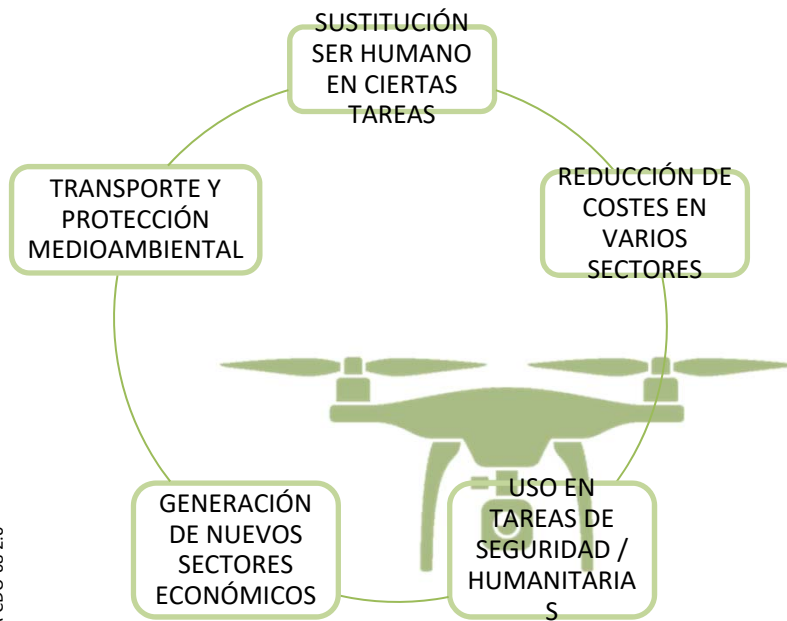 SUSTITUCIÓN
SER HUMANO
EN CIERTAS
TAREAS
REDUCCIÓN DE
COSTES EN
VARIOS
SECTORES
USO EN
TAREAS DE
SEGURIDAD /
HUMANITARIA
S
GENERACIÓN
DE NUEVOS
SECTORES
ECONÓMICOS
TRANSPORTE Y
PROTECCIÓN
MEDIOAMBIENTAL